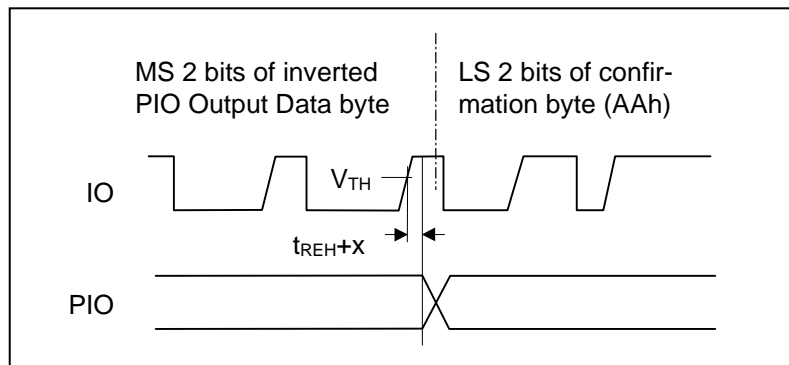 MS 2 bits of inverted
PIO Output Data byte
LS 2 bits of confir-
mation byte (AAh)
VTH
IO
tREH+x
PIO